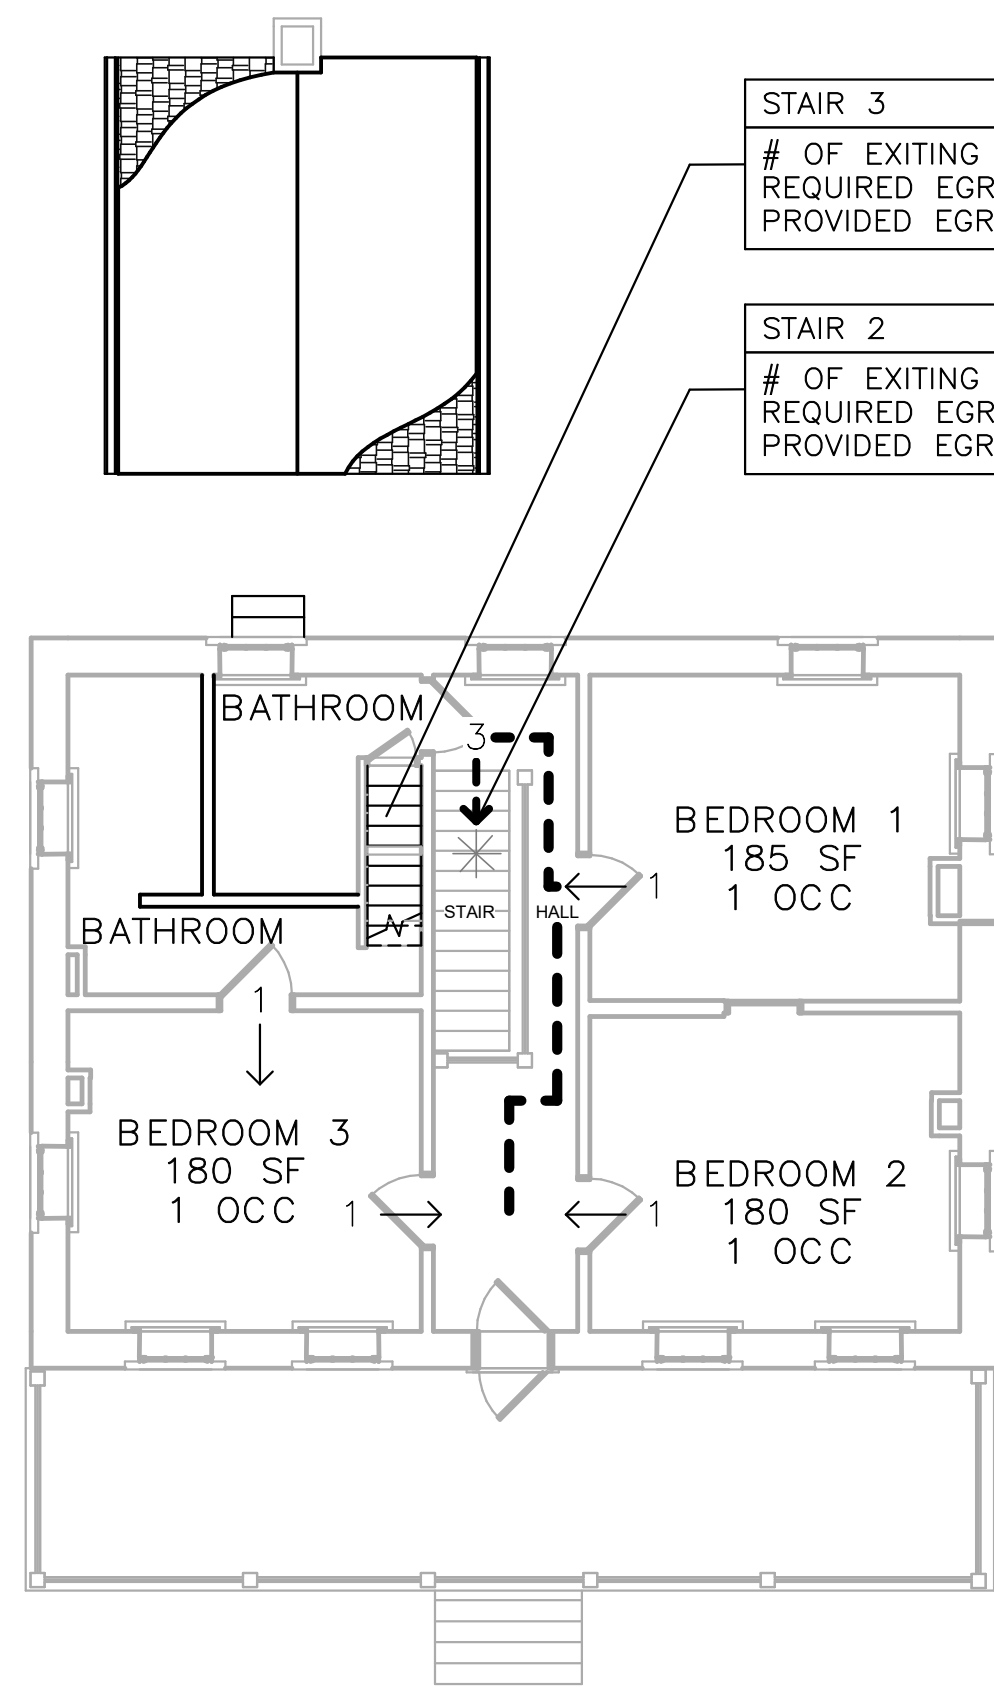 STAIR 3
# OF EXITING
REQUIRED EGR
PROVIDED EGR
STAIR 2
# OF EXITING
REQUIRED EGR
PROVIDED EGR
BATHROOM
3
BEDROOM 1
185 SF
1 OCC
1
STAIR
HALL
BATHROOM
1
BEDROOM 3
180 SF
1 OCC
1
BEDROOM 2
180 SF
1 OCC
1